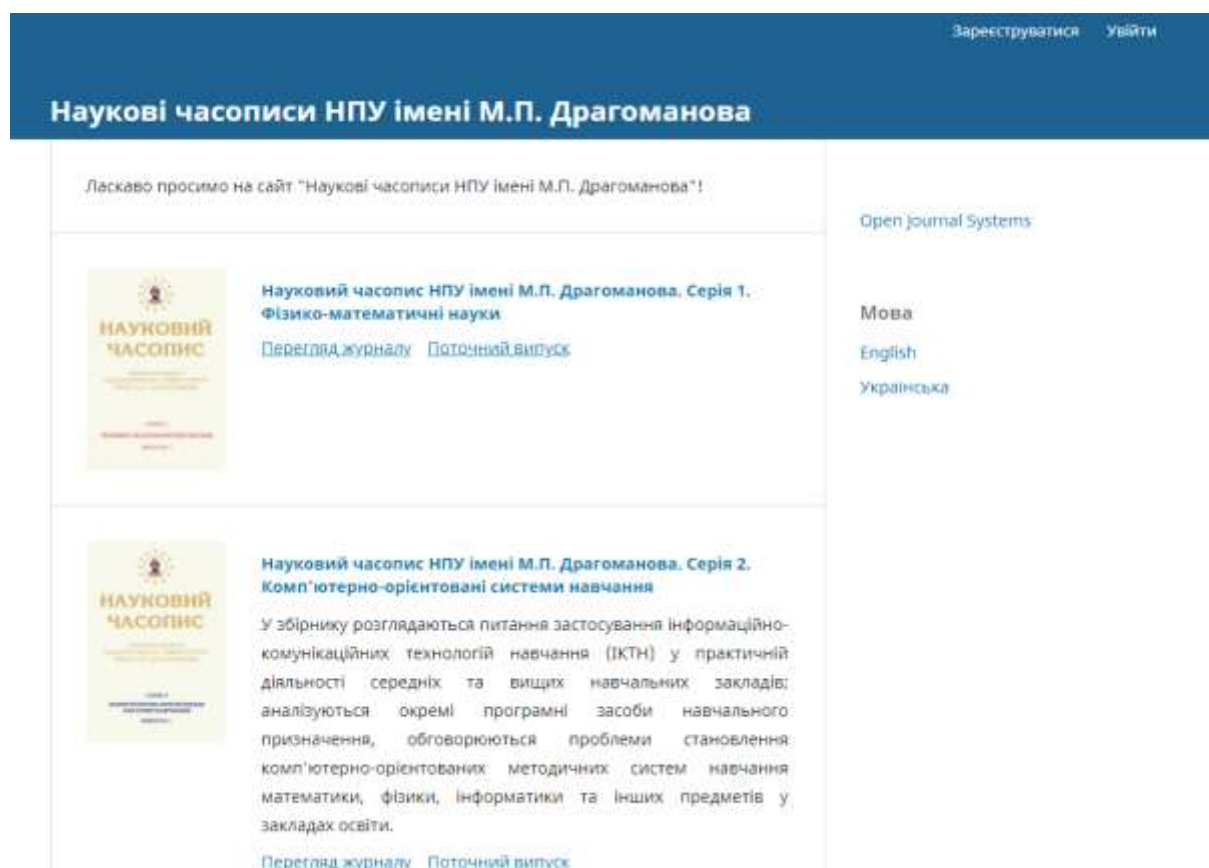 Зареєструватися Увійти
Наукові часописи НПУ імені М.П. Драгоманова
Ласкаво просимо на сайт "Наукові часописи НПУ імені М.П. Драгоманова"!
Open Journal Systems
Мова
English
Українська
НАУКОВИЙ
ЧАСОПИС
Науковий часопис НПУ імені М.П. Драгоманова. Серія 1.
Фізико-математичні науки
Перегляд журналу Поточний випуск
НАУКОВИЙ
ЧАСОПИС
Науковий часопис НПУ імені М.П. Драгоманова. Серія 2.
Комп'ютерно-орієнтовані системи навчання
У збірнику розглядаються питання застосування інформаційно-
комунікаційних технологій навчання (ІКТН) у практичній
діяльності середніх та вищих навчальних закладів;
аналізуються окремі програмні засоби навчального
призначення, обговорюються проблеми становлення
комп'ютерно-орієнтованих методичних систем навчання
математики, фізики, інформатики та інших предметів у
закладах освіти.
Перегляд журналу Поточний випуск